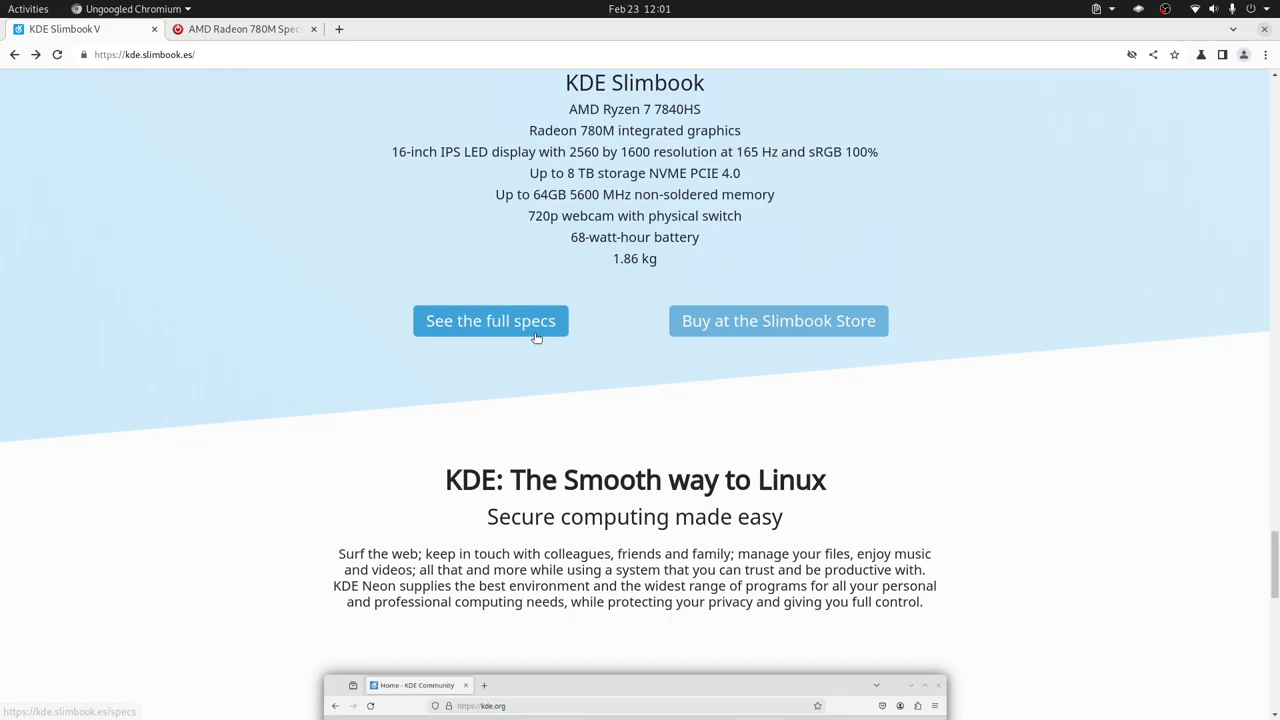 Activities
Ungoogled Chromium
Feb 23 12:01
KDE Slimbook V
AMD Radeon 780M Spec
https://kde.slimbook.es/
KDE Slimbook
AMD Ryzen 7 7840HS
Radeon 780M integrated graphics
16-inch IPS LED display with 2560 by 1600 resolution at 165 Hz and sRGB 100%
Up to 8 TB storage NVME PCIE 4.0
Up to 64GB 5600 MHz non-soldered memory
720p webcam with physical switch
68-watt-hour battery
1.86 kg
See the full specs
Buy at the Slimbook Store
KDE: The Smooth way to Linux
Secure computing made easy
Surf the web; keep in touch with colleagues, friends and family; manage your files, enjoy music
and videos; all that and more while using a system that you can trust and be productive with.
KDE Neon supplies the best environment and the widest range of programs for all your personal
and professional computing needs, while protecting your privacy and giving you full control.
Home - KDE Community
https://kde.org
https://kde.slimbook.es/specs